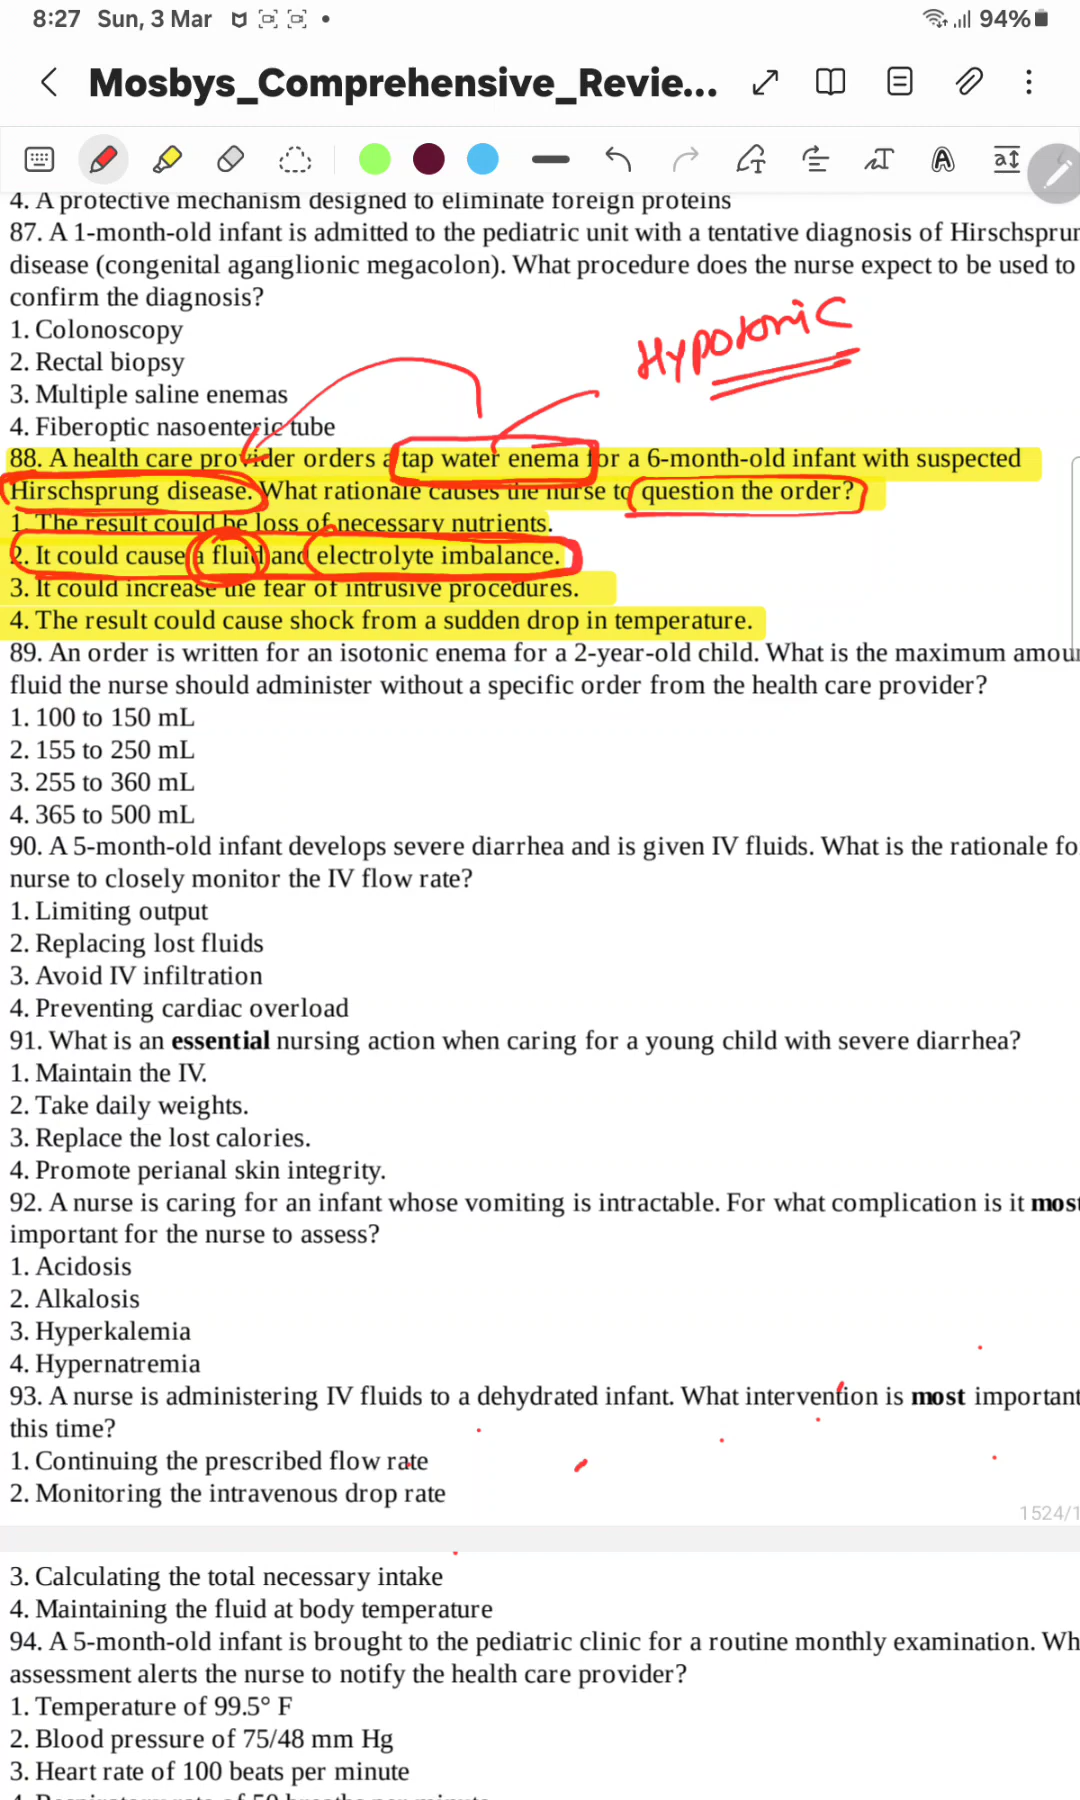 8:27 Sun, 3 Mar
94%
Mosbys_Comprehensive_Revie...
4. A protective mechanism designed to eliminate foreign proteins
87. A 1-month-old infant is admitted to the pediatric unit with a tentative diagnosis of Hirschsprun
disease (congenital aganglionic megacolon). What procedure does the nurse expect to be used to
confirm the diagnosis?
1. Colonoscopy
Hypotonic
2. Rectal biopsy
3. Multiple saline enemas
4. Fiberoptic nasoenteric tube
88. A health care provider orders a tap water enema for a 6-month-old infant with suspected
Hirschsprung disease. What rationale causes the nurse to question the order?
1. The result could be loss of necessary nutrients.
2. It could cause a fluid and electrolyte imbalance.
3. It could increase the fear of intrusive procedures.
4. The result could cause shock from a sudden drop in temperature.
89. An order is written for an isotonic enema for a 2-year-old child. What is the maximum amoun
fluid the nurse should administer without a specific order from the health care provider?
1. 100 to 150 mL
2. 155 to 250 mL
3. 255 to 360 mL
4. 365 to 500 mL
90. A 5-month-old infant develops severe diarrhea and is given IV fluids. What is the rationale fo
nurse to closely monitor the IV flow rate?
1. Limiting output
2. Replacing lost fluids
3. Avoid IV infiltration
4. Preventing cardiac overload
91. What is an essential nursing action when caring for a young child with severe diarrhea?
1. Maintain the IV.
2. Take daily weights.
3. Replace the lost calories.
4. Promote perianal skin integrity.
92. A nurse is caring for an infant whose vomiting is intractable. For what complication is it most
important for the nurse to assess?
1. Acidosis
2. Alkalosis
3. Hyperkalemia
4. Hypernatremia
93. A nurse is administering IV fluids to a dehydrated infant. What intervention is most important
this time?
1. Continuing the prescribed flow rate
2. Monitoring the intravenous drop rate
1524/1
3. Calculating the total necessary intake
4. Maintaining the fluid at body temperature
94. A 5-month-old infant is brought to the pediatric clinic for a routine monthly examination. Wh
assessment alerts the nurse to notify the health care provider?
1. Temperature of 99.5° F
2. Blood pressure of 75/48 mm Hg
3. Heart rate of 100 beats per minute